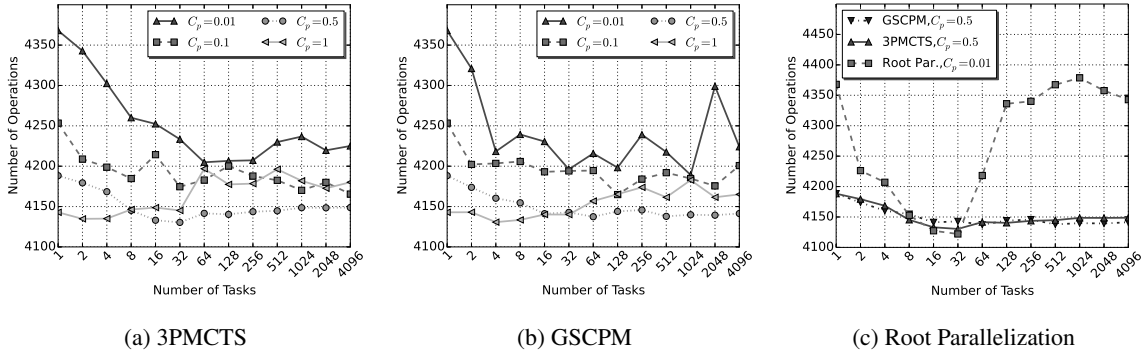 4350
4300
4250
4200
4150
4100
Number of Operations
C_p=0.01
C_p=0.1
C_p=0.5
C_p=1
1 2 4 8 16 32 64 128 256 512 1024 2048 4096
Number of Tasks
(a) 3PMCTS
4350
4300
4250
4200
4150
4100
Number of Operations
C_p=0.01
C_p=0.1
C_p=0.5
C_p=1
1 2 4 8 16 32 64 128 256 512 1024 2048 4096
Number of Tasks
(b) GSCPM
4450
4400
4350
4300
4250
4200
4150
4100
Number of Operations
GSCPM,C_p=0.5
3PMCTS,C_p=0.5
Root Par.,C_p=0.01
1 2 4 8 16 32 64 128 256 512 1024 2048 4096
Number of Tasks
(c) Root Parallelization